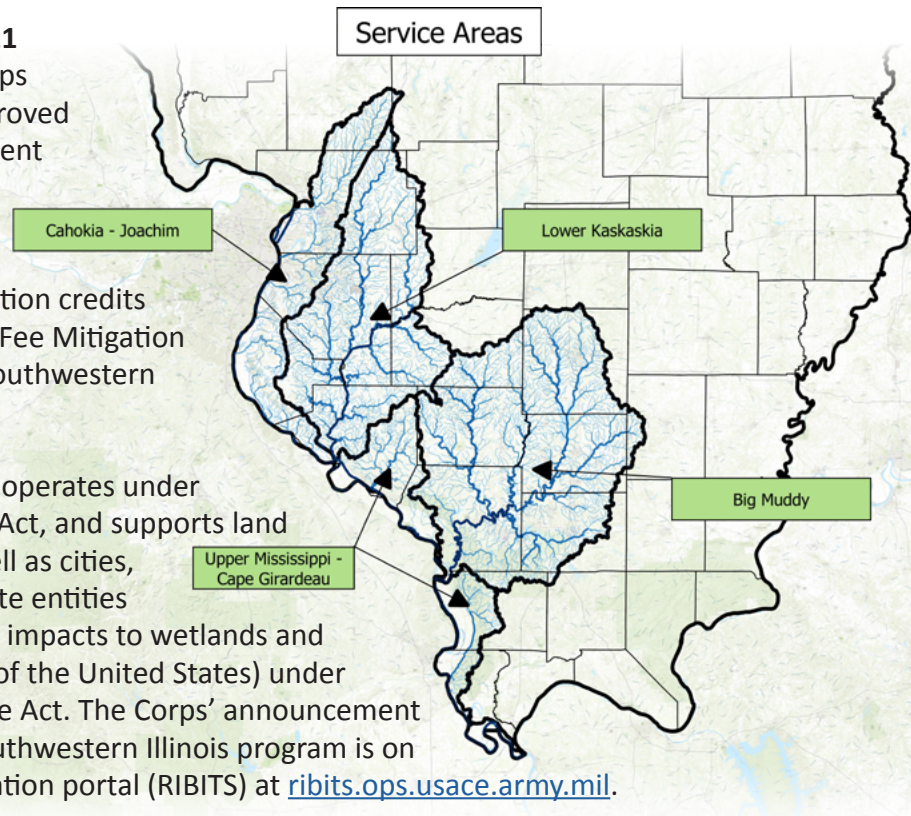 Service Areas
1
ps
roved
ent
Cahokia - Joachim
Lower Kaskaskia
tion credits
Fee Mitigation
outhwestern
operates under
Act, and supports land
Big Muddy
ell as cities,
Upper Mississippi -
Cape Girardeau
te entities
impacts to wetlands and
of the United States) under
e Act. The Corps’ announcement
uthwestern Illinois program is on
ation portal (RIBITS) at ribits.ops.usace.army.mil.